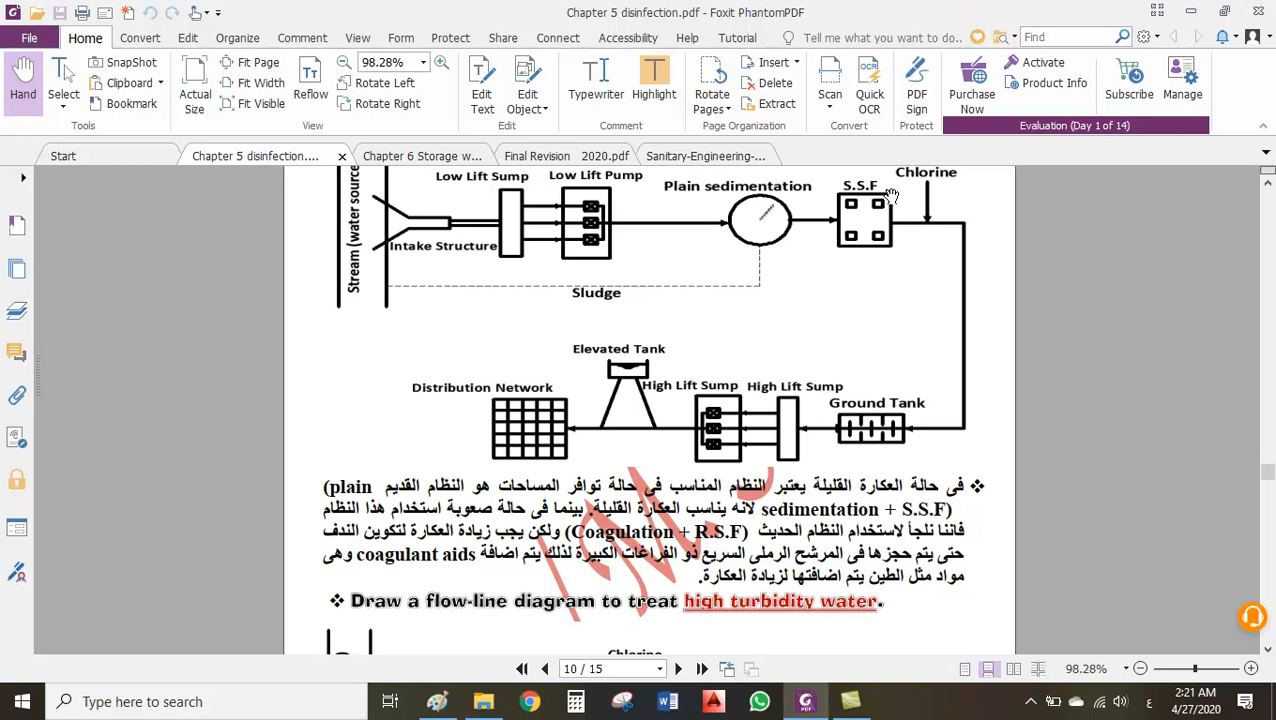 Chapter 5 disinfection.pdf - Foxit PhantomPDF
File Home Convert Edit Organize Comment View Form Protect Share Connect Accessibility Help Tutorial Tell me what you want to do.. Find
Hand
Select
SnapShot
Clipboard
Bookmark
Tools
Actual Size
Fit Page
Fit Width
Fit Visible
Reflow
98.28%
Rotate Left
Rotate Right
View
Edit Text
Edit Object
Edit
Typewriter
Highlight
Comment
Rotate Pages
Insert
Delete
Extract
Page Organization
Scan
Quick OCR
Convert
PDF Sign
Protect
Purchase Now
Activate
Product Info
Subscribe
Manage
Evaluation (Day 1 of 14)
Start
Chapter 5 disinfection....
Chapter 6 Storage w...
Final Revision 2020.pdf
Sanitary-Engineering-...
Stream (water source
Low Lift Sump
Low Lift Pump
Plain sedimentation
S.S.F
Chlorine
Intake Structure
Sludge
Elevated Tank
Distribution Network
High Lift Sump
High Lift Sump
Ground Tank
❖ فى حالة العكارة القليلة يعتبر النظام المناسب فى حالة توافر المساحات هو النظام القديم (plain
sedimentation + S.S.F) لانه يناسب العكارة القليلة. بينما فى حالة صعوبة استخدام هذا النظام
فاننا نلجأ لاستخدام النظام الحديث (Coagulation + R.S.F) ولكن يجب زيادة العكارة لتكوين الندف
حتى يتم حجزها فى المرشح الرملى السريع ذو الفراغات الكبيرة لذلك يتم اضافة coagulant aids وهى
مواد مثل الطين يتم اضافتها لزيادة العكارة.
❖ Draw a flow-line diagram to treat high turbidity water.
10 / 15
98.28%
Type here to search
ع
2:21 AM
4/27/2020